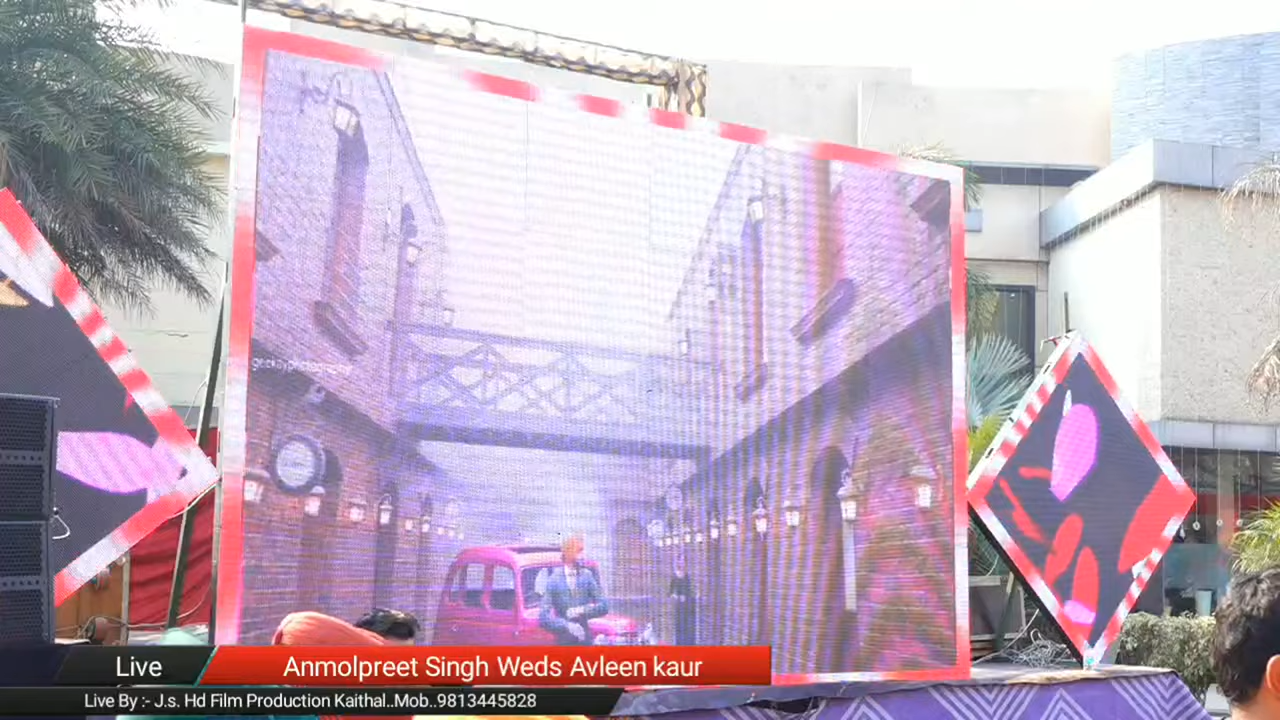 Live
Anmolpreet Singh Weds Avleen kaur
Live By :- J.s. Hd Film Production Kaithal..Mob..9813445828